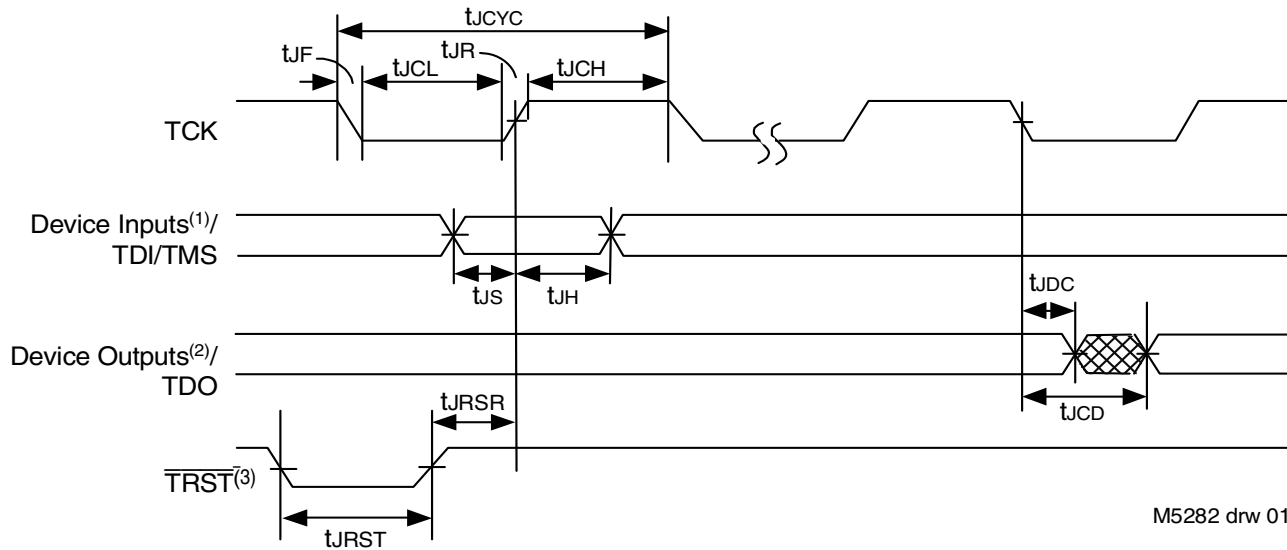 tJCYC
tJF
tJR
tJCL
tJCH
TCK
Device Inputs(1)/
TDI/TMS
tJS
tJH
tJDC
Device Outputs(2)/
TDO
tJRSR
tJCD
TRST(3)
tJRST
M5282 drw 01